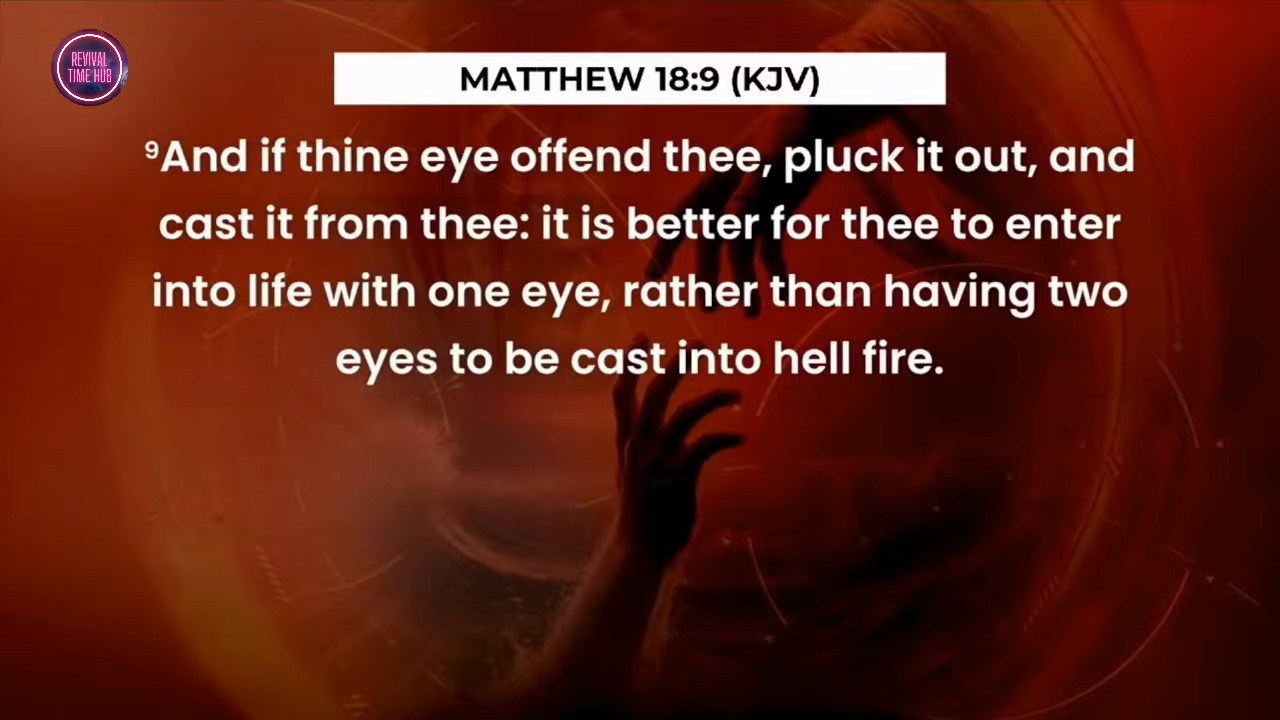 REVIVAL
TIME HUB
MATTHEW 18:9 (KJV)
⁹And if thine eye offend thee, pluck it out, and
cast it from thee: it is better for thee to enter
into life with one eye, rather than having two
eyes to be cast into hell fire.